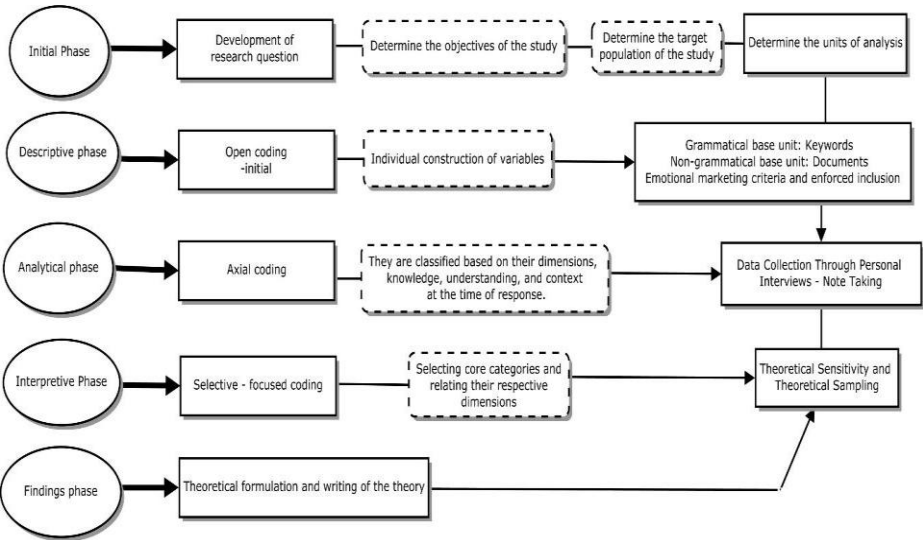 Initial Phase
Development of
research question
Determine the objectives of the study
Determine the target
population of the study
Determine the units of analysis
Descriptive phase
Open coding
-initial
Individual construction of variables
Grammatical base unit: Keywords
Non-grammatical base unit: Documents
Emotional marketing criteria and enforced inclusion
Analytical phase
Axial coding
They are classified based on their dimensions,
knowledge, understanding, and context
at the time of response.
Data Collection Through Personal
Interviews - Note Taking
Interpretive Phase
Selective - focused coding
Selecting core categories and
relating their respective
dimensions
Theoretical Sensitivity and
Theoretical Sampling
Findings phase
Theoretical formulation and writing of the theory